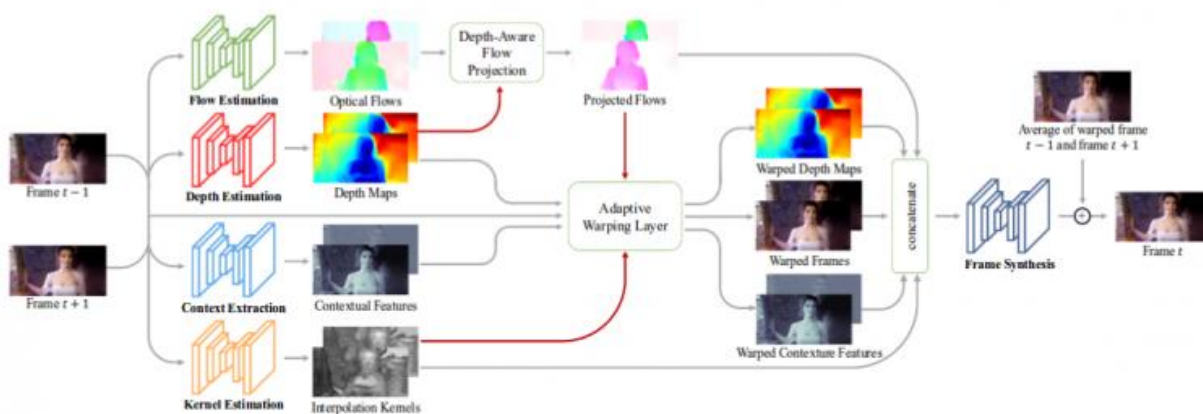 Flow Estimation
Optical Flows
Depth-Aware
Flow
Projection
Projected Flows
Frame t − 1
Depth Estimation
Depth Maps
Frame t + 1
Context Extraction
Contextual Features
Kernel Estimation
Interpolation Kernels
Adaptive
Warping Layer
Warped Depth Maps
Warped Frames
Warped Contexture Features
concatenate
Frame Synthesis
Average of warped frame
t − 1 and frame t + 1
+
Frame t